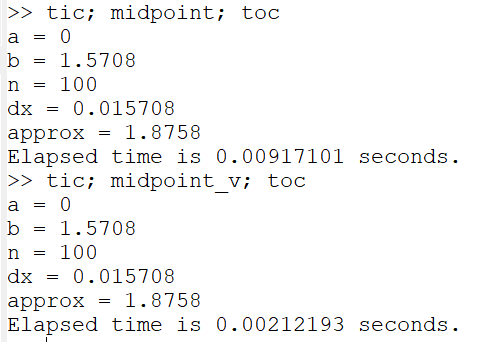 >> tic; midpoint; toc
a = 0
b = 1.5708
n = 100
dx = 0.015708
approx = 1.8758
Elapsed time is 0.00917101 seconds.
>> tic; midpoint_v; toc
a = 0
b = 1.5708
n = 100
dx = 0.015708
approx = 1.8758
Elapsed time is 0.00212193 seconds.